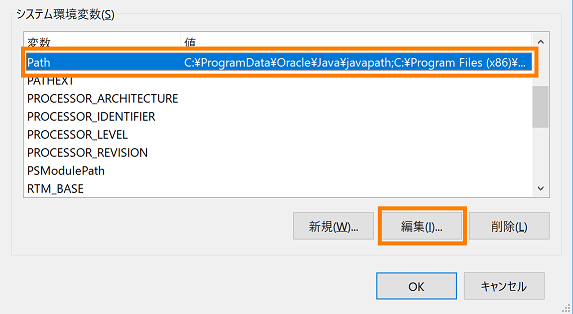 システム環境変数(S)
変数 値
Path C:¥ProgramData¥Oracle¥Java¥javapath;C:¥Program Files (x86)¥...
PATHEXT
PROCESSOR_ARCHITECTURE
PROCESSOR_IDENTIFIER
PROCESSOR_LEVEL
PROCESSOR_REVISION
PSModulePath
RTM_BASE
新規(W)... 編集(I)... 削除(L)
OK キャンセル